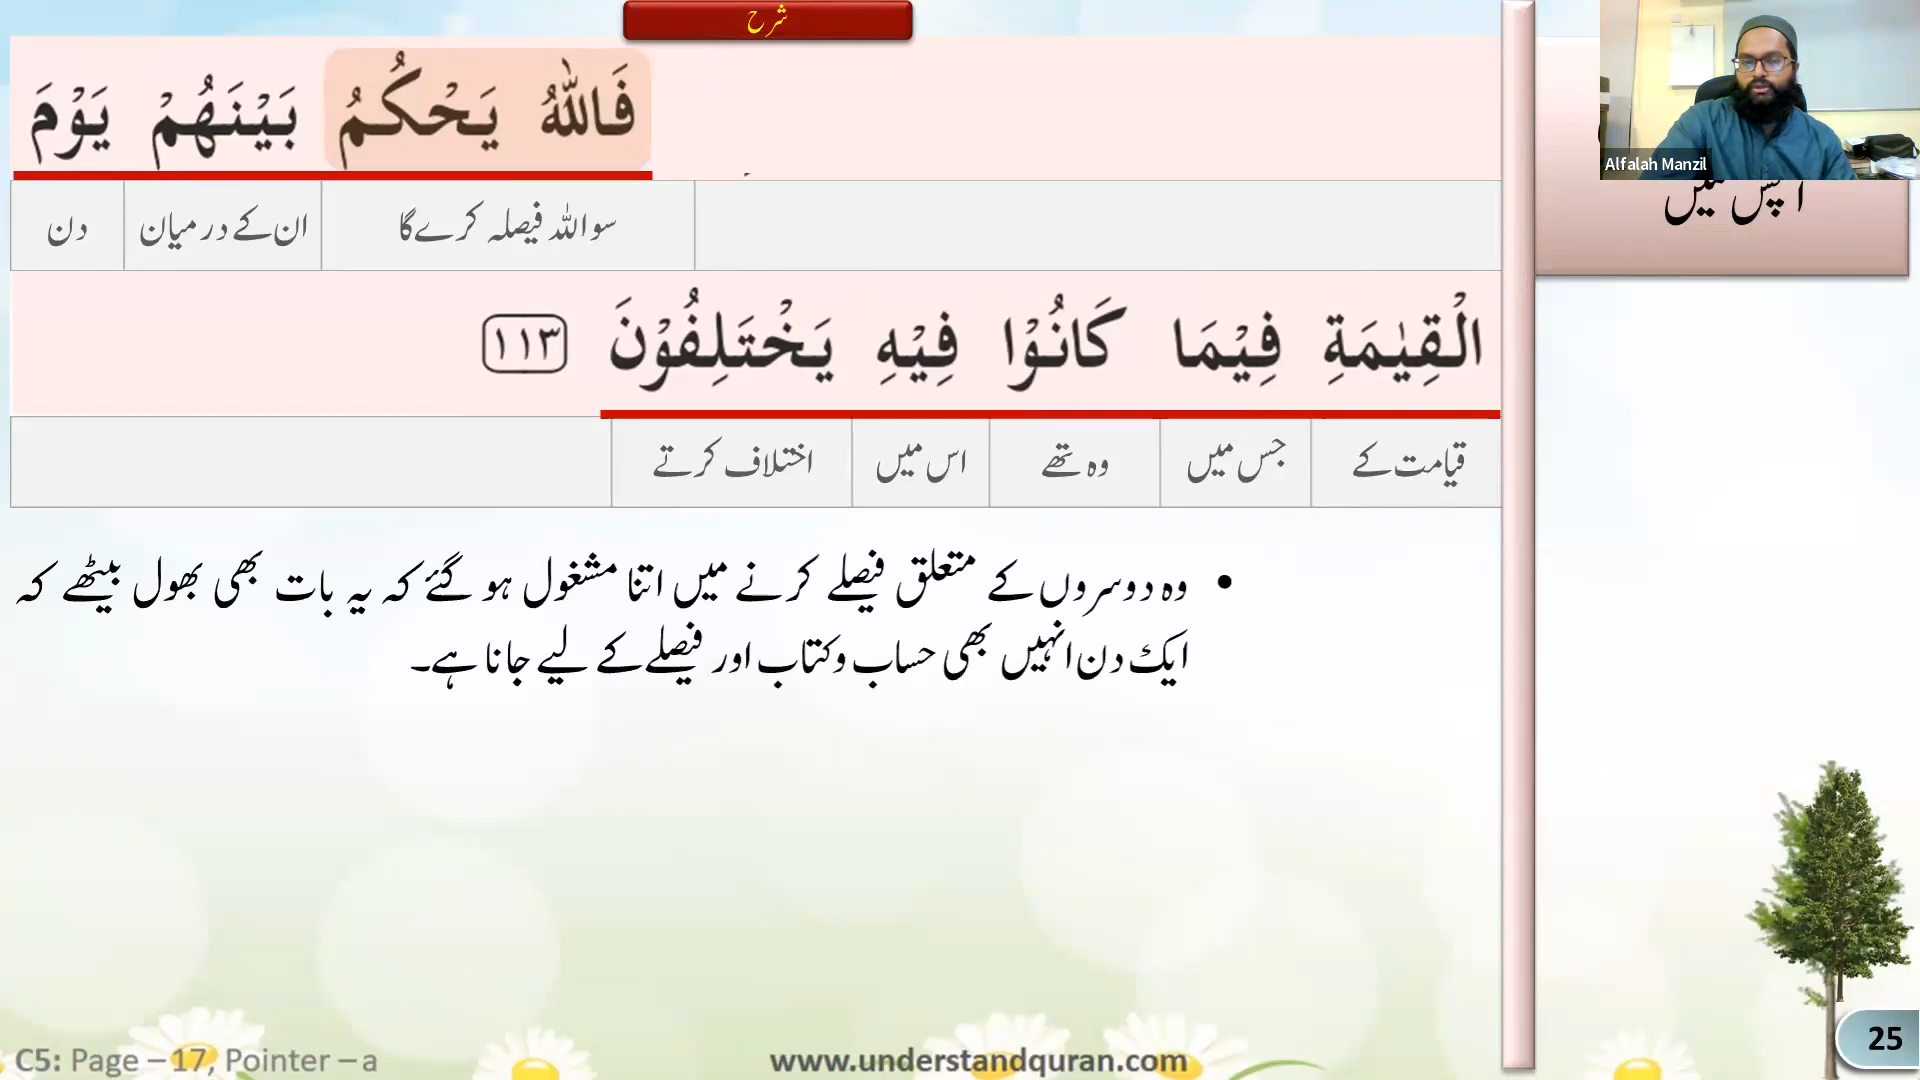 شرح
Alfalah Manzil
فَاللّٰهُ يَحْكُمُ بَيْنَهُمْ يَوْمَ
سو اللہ فیصلہ کرے گا ان کے درمیان دن
آپس میں
الْقِيٰمَةِ فِيْمَا كَانُوْا فِيْهِ يَخْتَلِفُوْنَ ١١٣
قیامت کے جس میں وہ تھے اس میں اختلاف کرتے
• وہ دوسروں کے متعلق فیصلے کرنے میں اتنا مشغول ہو گئے کہ یہ بات بھی بھول بیٹھے کہ
ایک دن انہیں بھی حساب و کتاب اور فیصلے کے لیے جانا ہے۔
C5: Page – 17, Pointer – a
www.understandquran.com
25